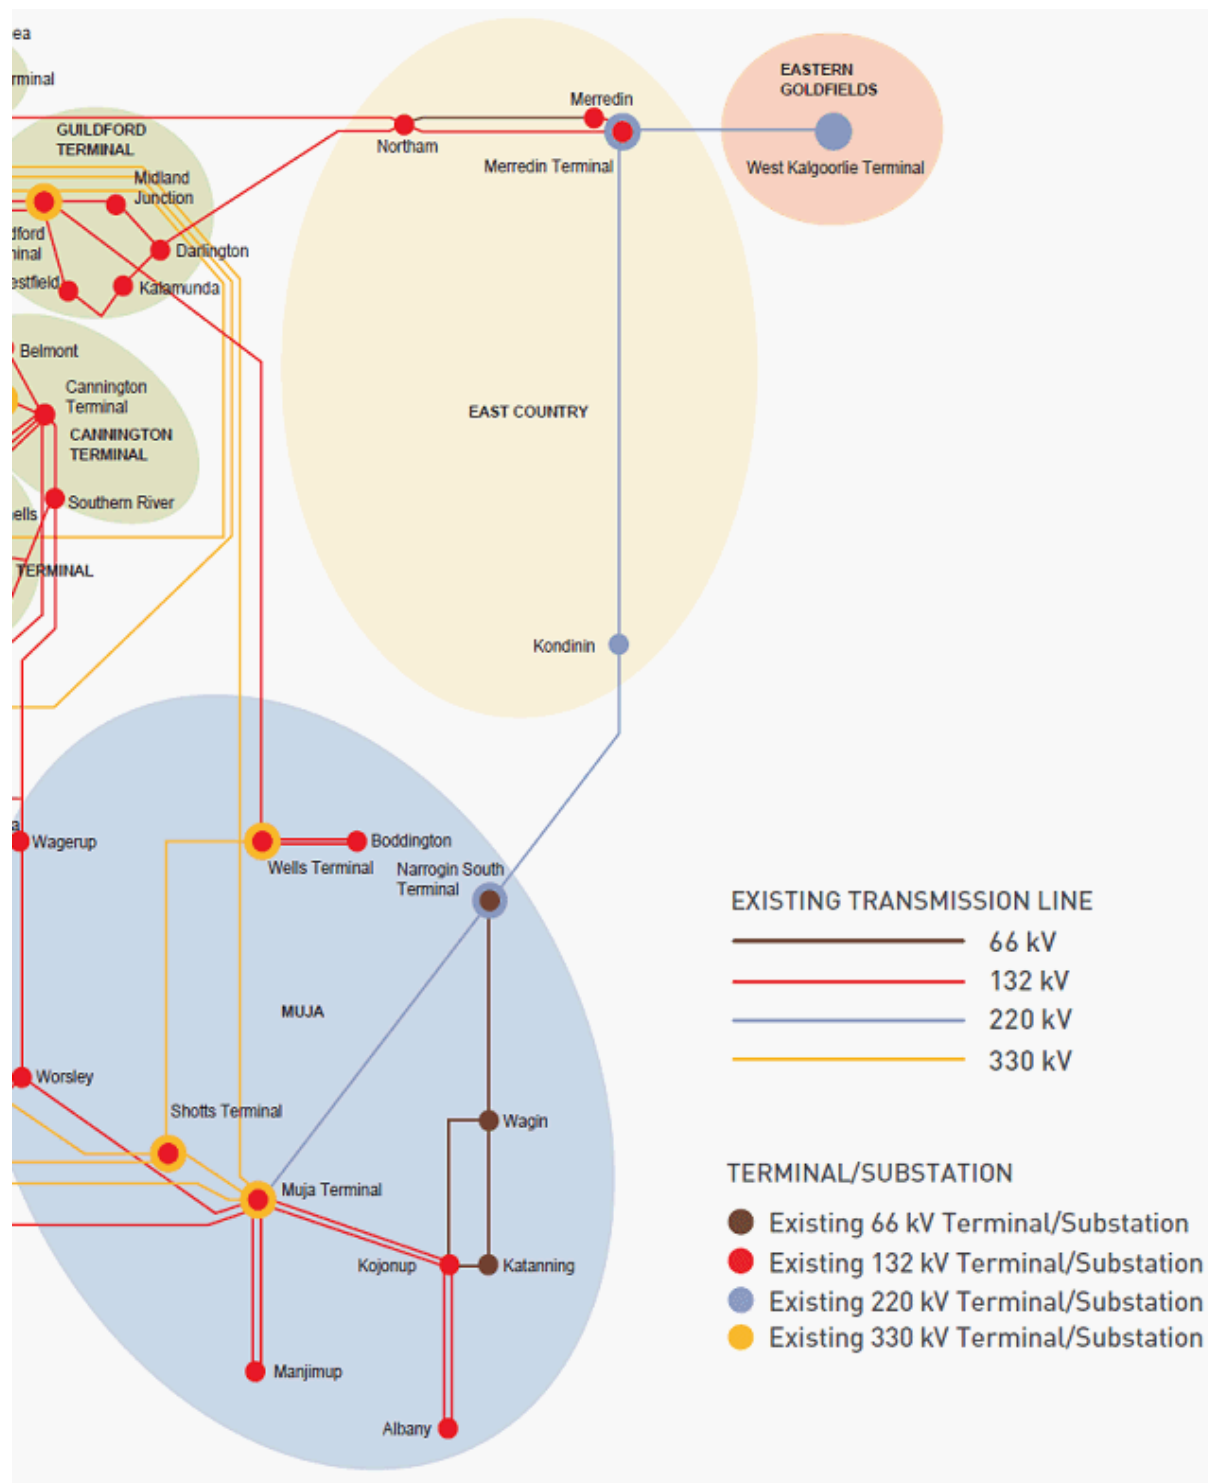 ea
rminal
GUILDFORD
TERMINAL
Midland
Junction
dford
ninal
Darlington
estfield
Kalamunda
Belmont
Cannington
Terminal
CANNINGTON
TERMINAL
Southern River
ells
TERMINAL
Northam
Merredin
Merredin Terminal
EASTERN
GOLDFIELDS
West Kalgoorlie Terminal
EAST COUNTRY
Kondinin
a
Wagerup
Boddington
Wells Terminal
Narrogin South
Terminal
MUJA
Worsley
Shotts Terminal
Wagin
Muja Terminal
Kojonup
Katanning
Manjimup
Albany
EXISTING TRANSMISSION LINE
66 kV
132 kV
220 kV
330 kV
TERMINAL/SUBSTATION
Existing 66 kV Terminal/Substation
Existing 132 kV Terminal/Substation
Existing 220 kV Terminal/Substation
Existing 330 kV Terminal/Substation